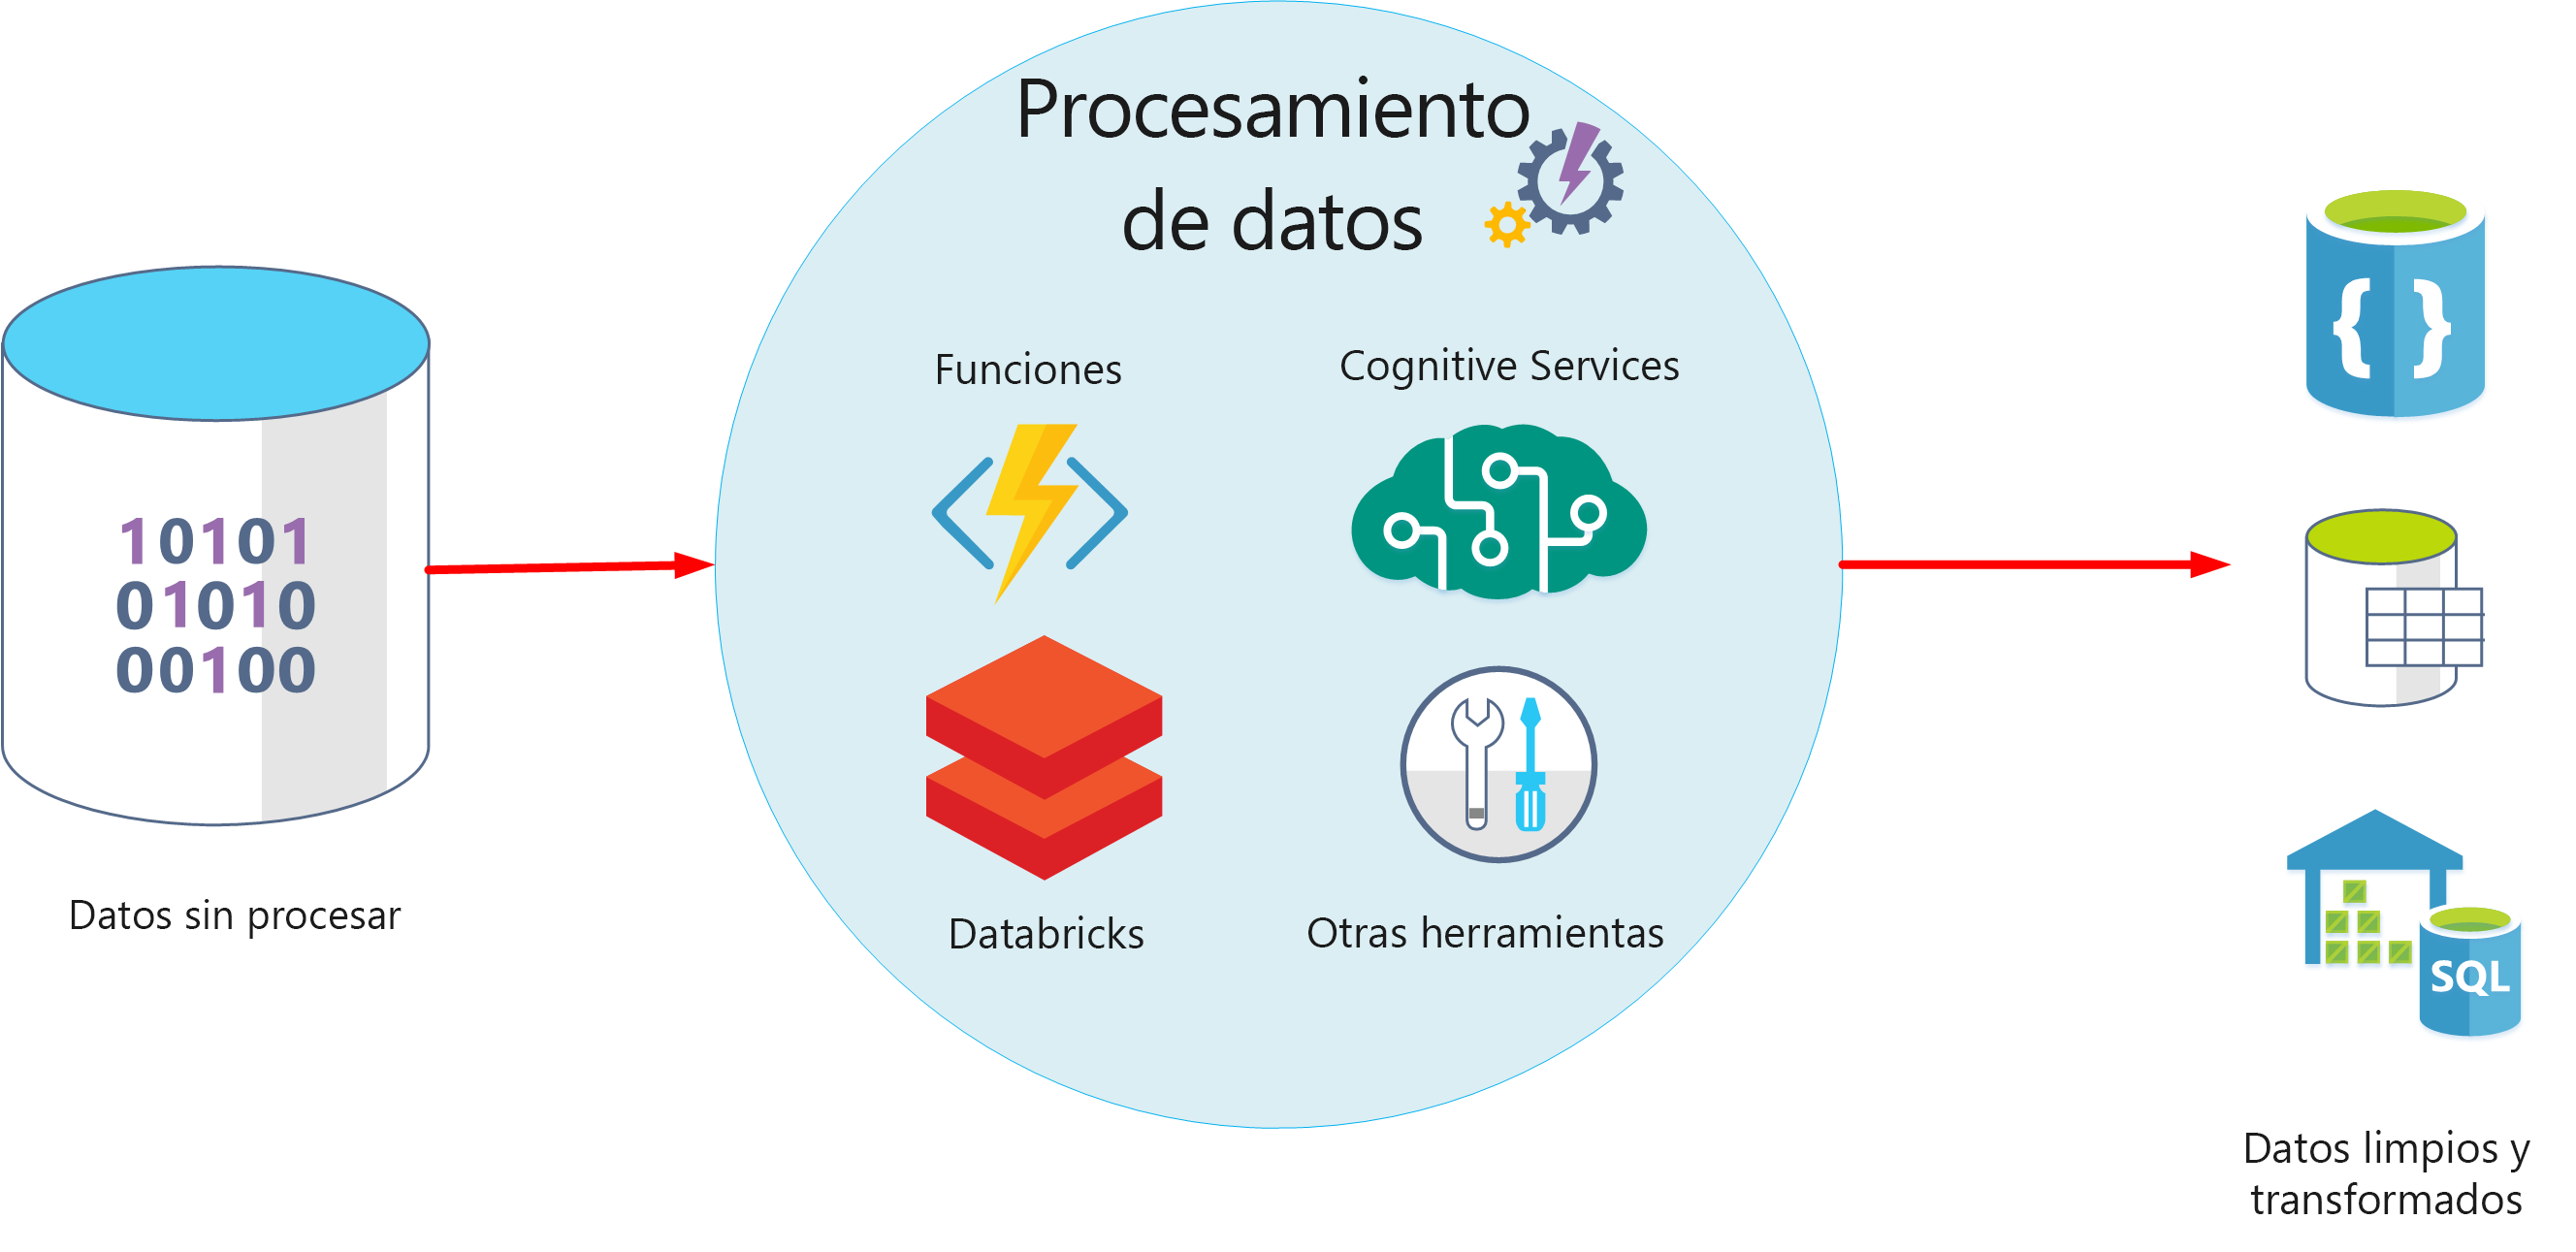 Procesamiento
de datos
Funciones
Cognitive Services
{ }
10101
01010
00100
Datos sin procesar
Databricks
Otras herramientas
SQL
Datos limpios y
transformados